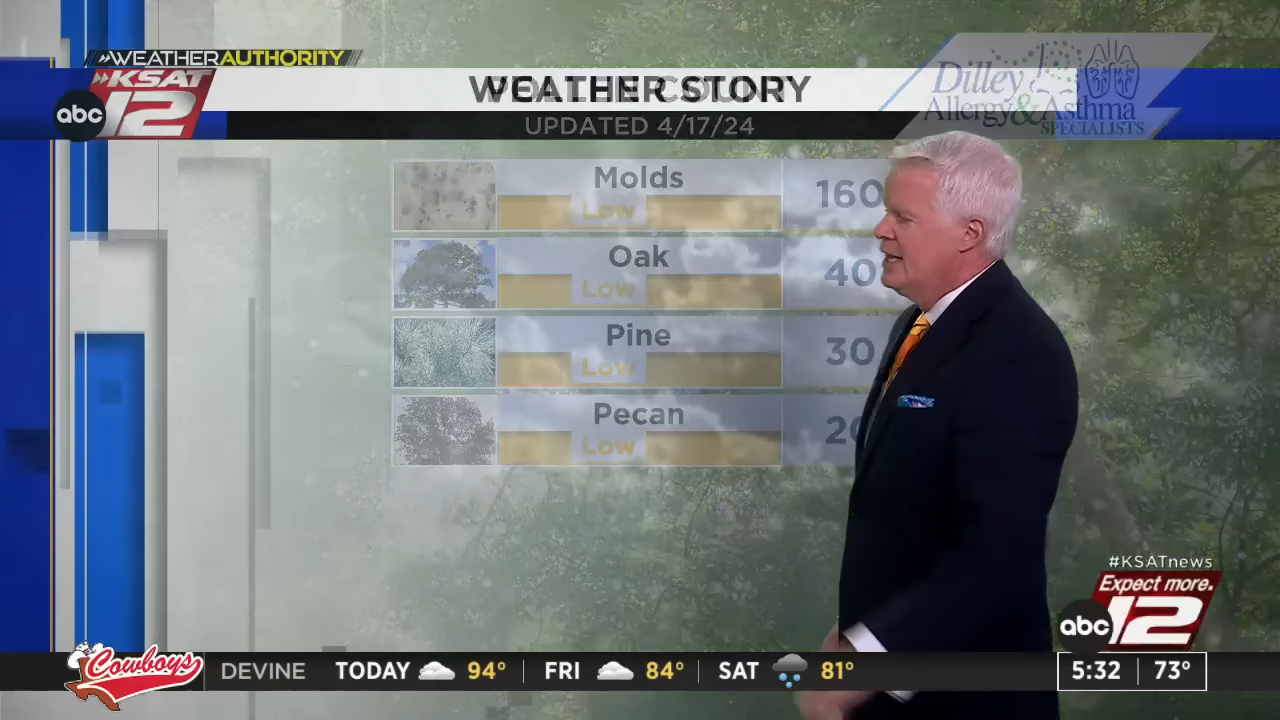 WEATHERAUTHORITY
KSAT
abc 12
WEATHER STORY
UPDATED 4/17/24
Dilley
Allergy&Asthma
SPECIALISTS
Molds
Low
160
Oak
Low
40
Pine
Low
30
Pecan
Low
20
#KSATnews
Expect more.
abc 12
Cowboys
DEVINE TODAY 94° FRI 84° SAT 81°
5:32 73°